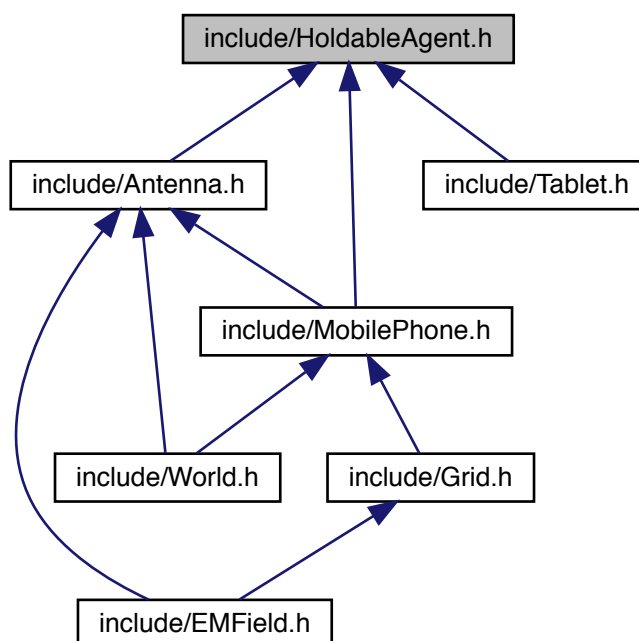 include/HoldableAgent.h
include/Antenna.h
include/Tablet.h
include/MobilePhone.h
include/World.h
include/Grid.h
include/EMField.h